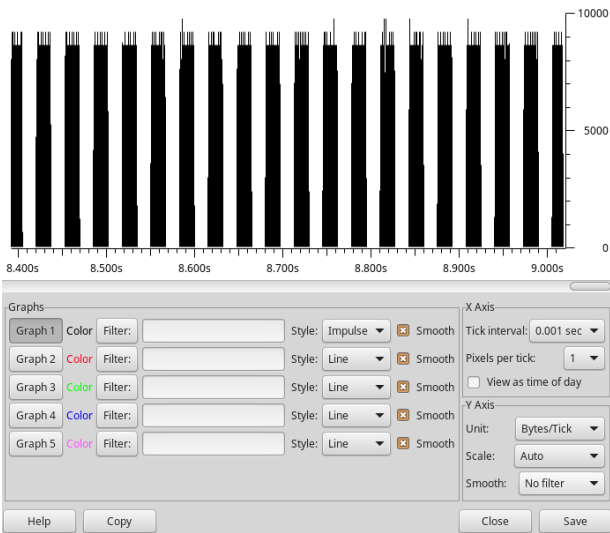 10000
5000
0
8.400s 8.500s 8.600s 8.700s 8.800s 8.900s 9.000s
Graphs
Graph 1 Color Filter: Style: Impulse Smooth
Graph 2 Color Filter: Style: Line Smooth
Graph 3 Color Filter: Style: Line Smooth
Graph 4 Color Filter: Style: Line Smooth
Graph 5 Color Filter: Style: Line Smooth
X Axis
Tick interval: 0.001 sec
Pixels per tick: 1
View as time of day
Y Axis
Unit: Bytes/Tick
Scale: Auto
Smooth: No filter
Help Copy Close Save